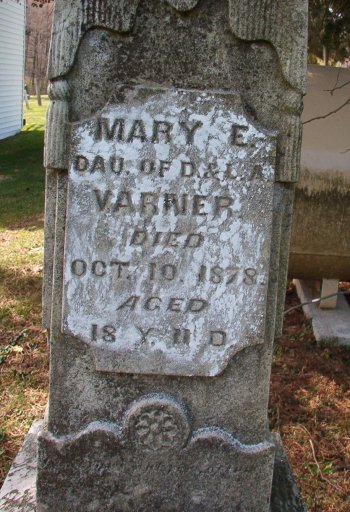 MARY E.
DAU. OF D. & L. A.
VARNER
DIED
OCT. 10. 1878.
AGED
18 Y. 11 D.